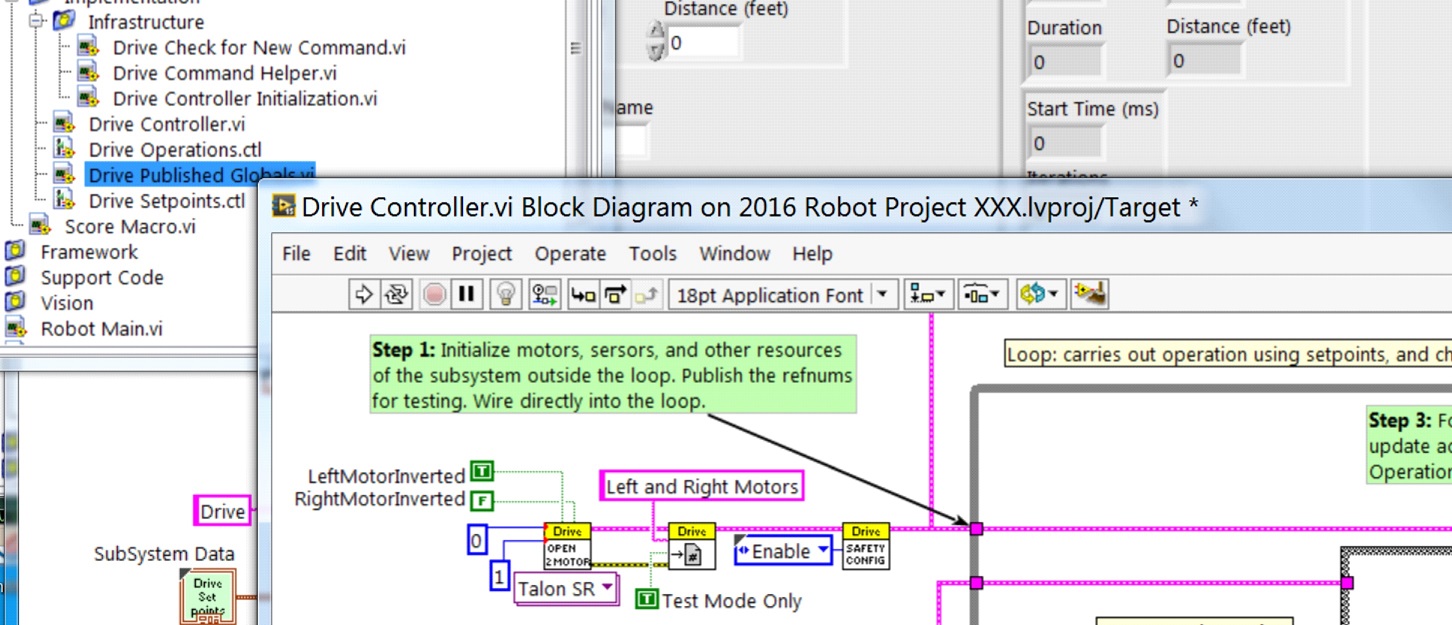 Implementation
Infrastructure
Drive Check for New Command.vi
Drive Command Helper.vi
Drive Controller Initialization.vi
Drive Controller.vi
Drive Operations.ctl
Drive Published Globals.vi
Drive Setpoints.ctl
Score Macro.vi
Framework
Support Code
Vision
Robot Main.vi
Distance (feet)
0
ame
Duration
Distance (feet)
0
0
Start Time (ms)
0
Iterations
Drive Controller.vi Block Diagram on 2016 Robot Project XXX.lvproj/Target *
File Edit View Project Operate Tools Window Help
18pt Application Font
Step 1: Initialize motors, sersors, and other resources
of the subsystem outside the loop. Publish the refnums
for testing. Wire directly into the loop.
Loop: carries out operation using setpoints, and ch
Step 3: Fo
update ac
Operation
LeftMotorInverted T
RightMotorInverted F
Left and Right Motors
0
1
Drive
OPEN
2 MOTOR
Talon SR
Drive
#
T Test Mode Only
Enable
Drive
SAFETY
CONFIG
Drive
SubSystem Data
Drive
Set
points